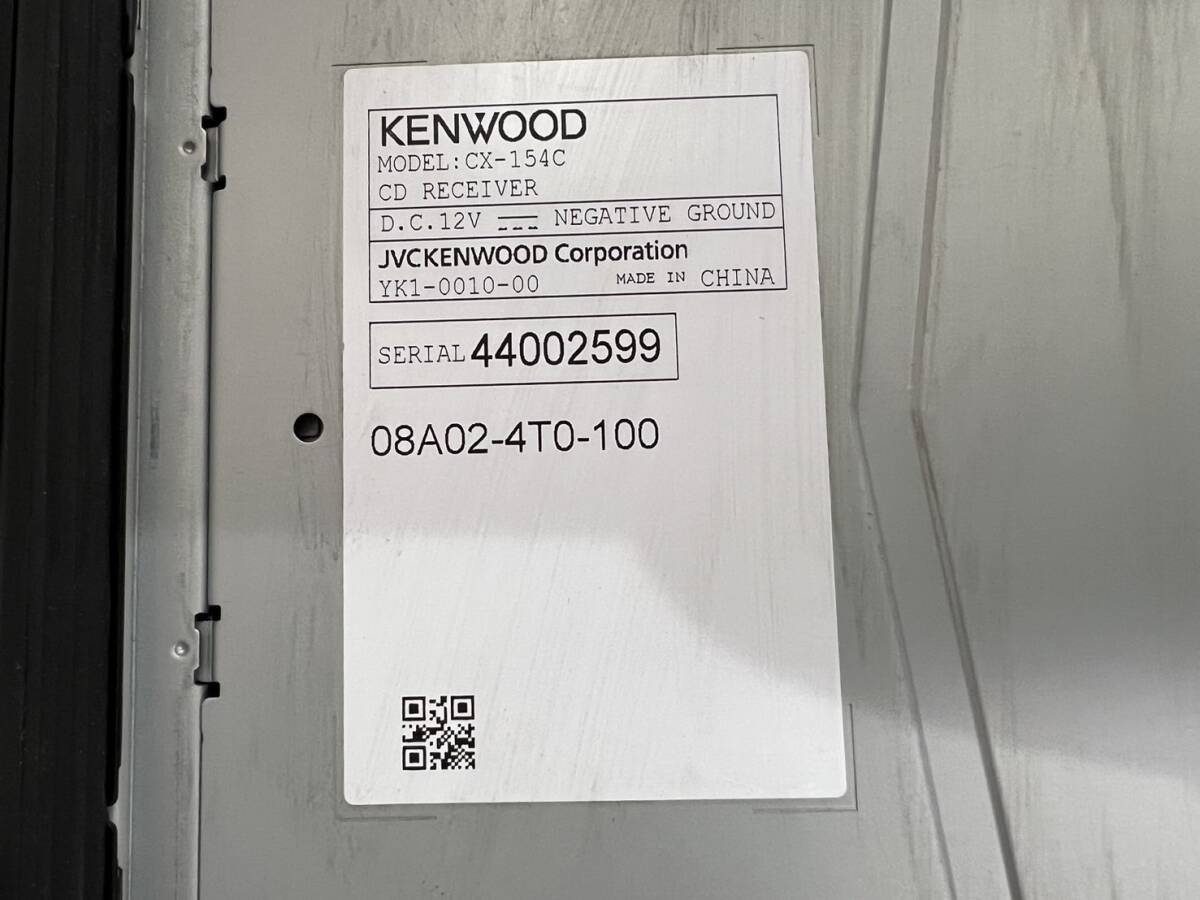 KENWOOD
MODEL:CX-154C
CD RECEIVER
D.C.12V NEGATIVE GROUND
JVCKENWOOD Corporation
YK1-0010-00 MADE IN CHINA
SERIAL 44002599
08A02-4T0-100